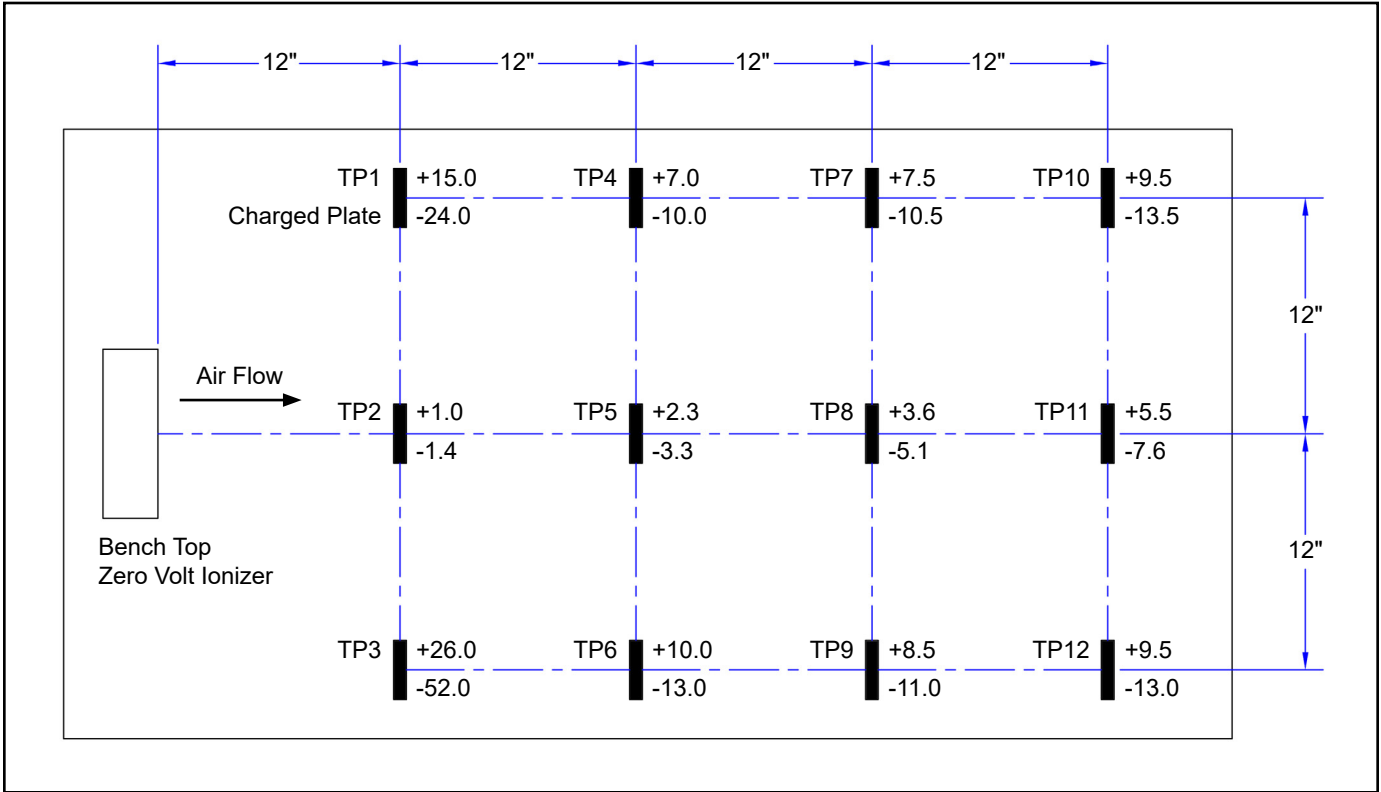 12" 12" 12" 12"
TP1 +15.0 TP4 +7.0 TP7 +7.5 TP10 +9.5
Charged Plate -24.0 -10.0 -10.5 -13.5
12"
Air Flow
TP2 +1.0 TP5 +2.3 TP8 +3.6 TP11 +5.5
-1.4 -3.3 -5.1 -7.6
Bench Top
12"
Zero Volt Ionizer
TP3 +26.0 TP6 +10.0 TP9 +8.5 TP12 +9.5
-52.0 -13.0 -11.0 -13.0